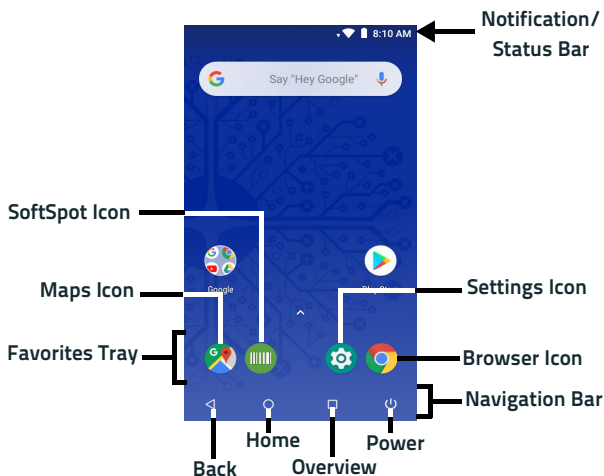 Notification/
Status Bar
8:10 AM
Say "Hey Google"
SoftSpot Icon
Google
Maps Icon
Settings Icon
Favorites Tray
Browser Icon
Navigation Bar
Home
Power
Back
Overview